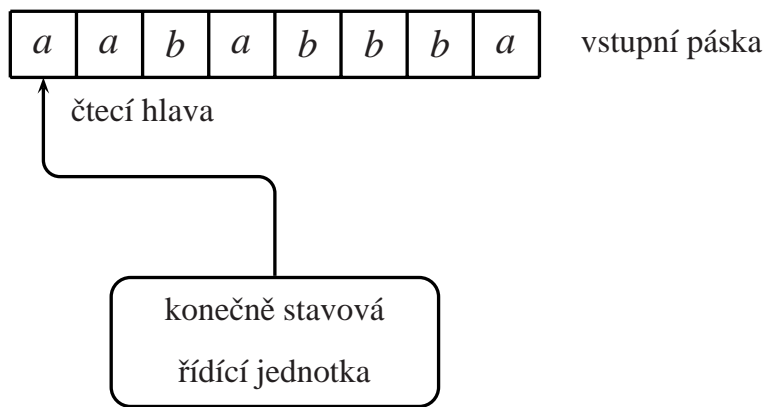 a a b a b b b a vstupní páska
čtecí hlava
konečně stavová
řídící jednotka